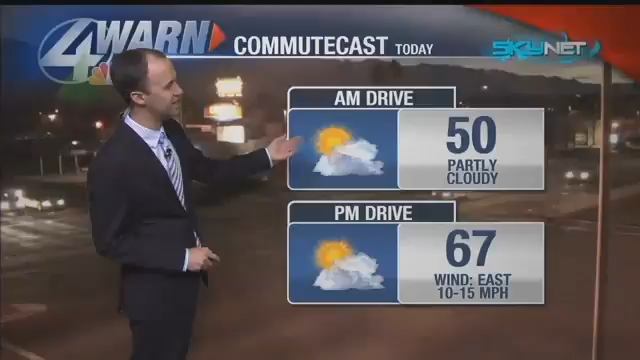 4WARN
COMMUTECAST TODAY
SKYNET
AM DRIVE
50
PARTLY
CLOUDY
PM DRIVE
67
WIND: EAST
10-15 MPH